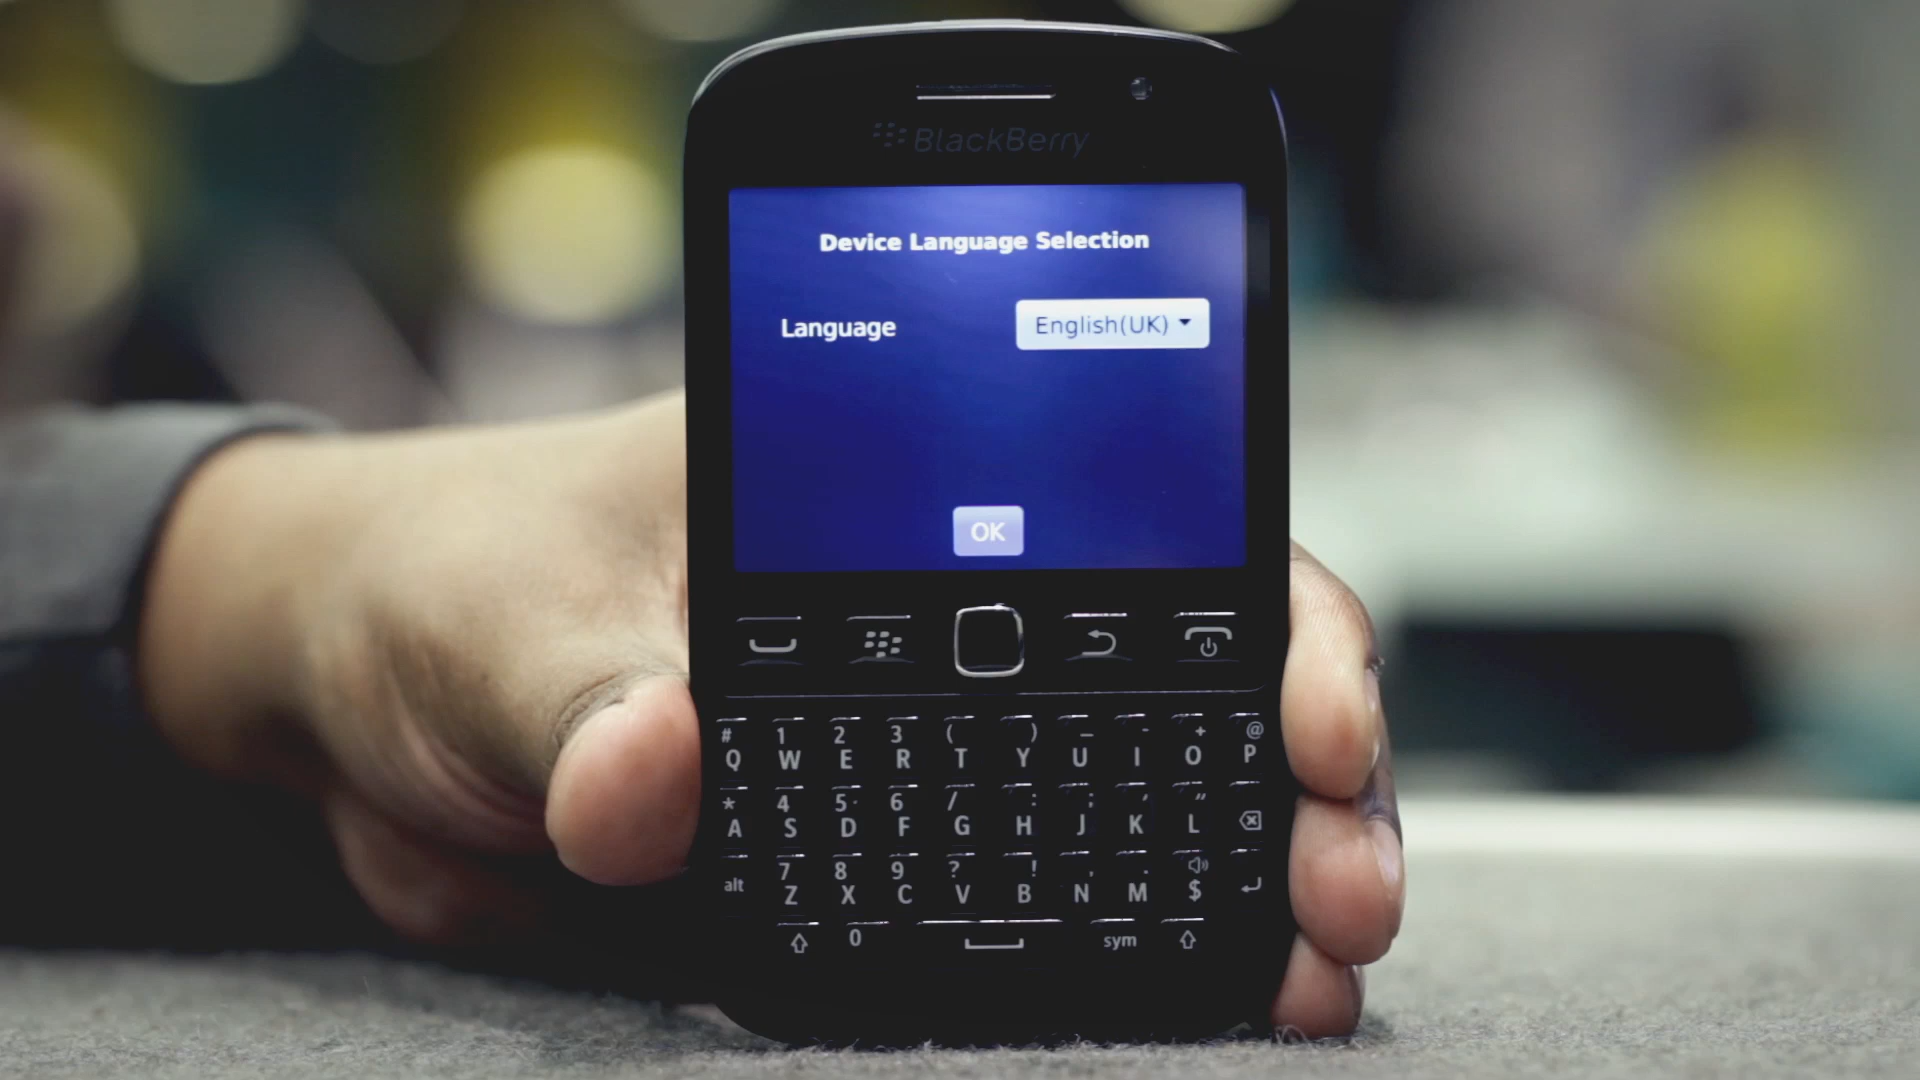 BlackBerry
Device Language Selection
Language English(UK)
OK
# 1 2 3 ( ) _ - + @
Q W E R T Y U I O P
* 4 5 6 / : ; ' "
A S D F G H J K L
alt 7 8 9 ? ! , .
Z X C V B N M $
0 sym